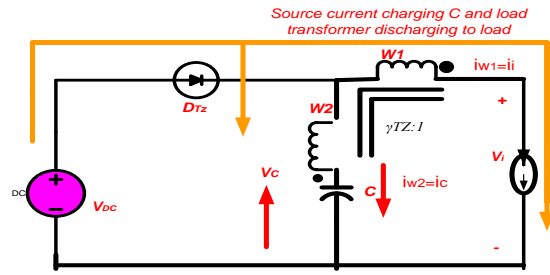 Source current charging C and load
transformer discharging to load
W1
iw1=ii
DTz
W2
+
γTZ:1
DC
+
−
VDC
VC
C
iw2=ic
Vi
-